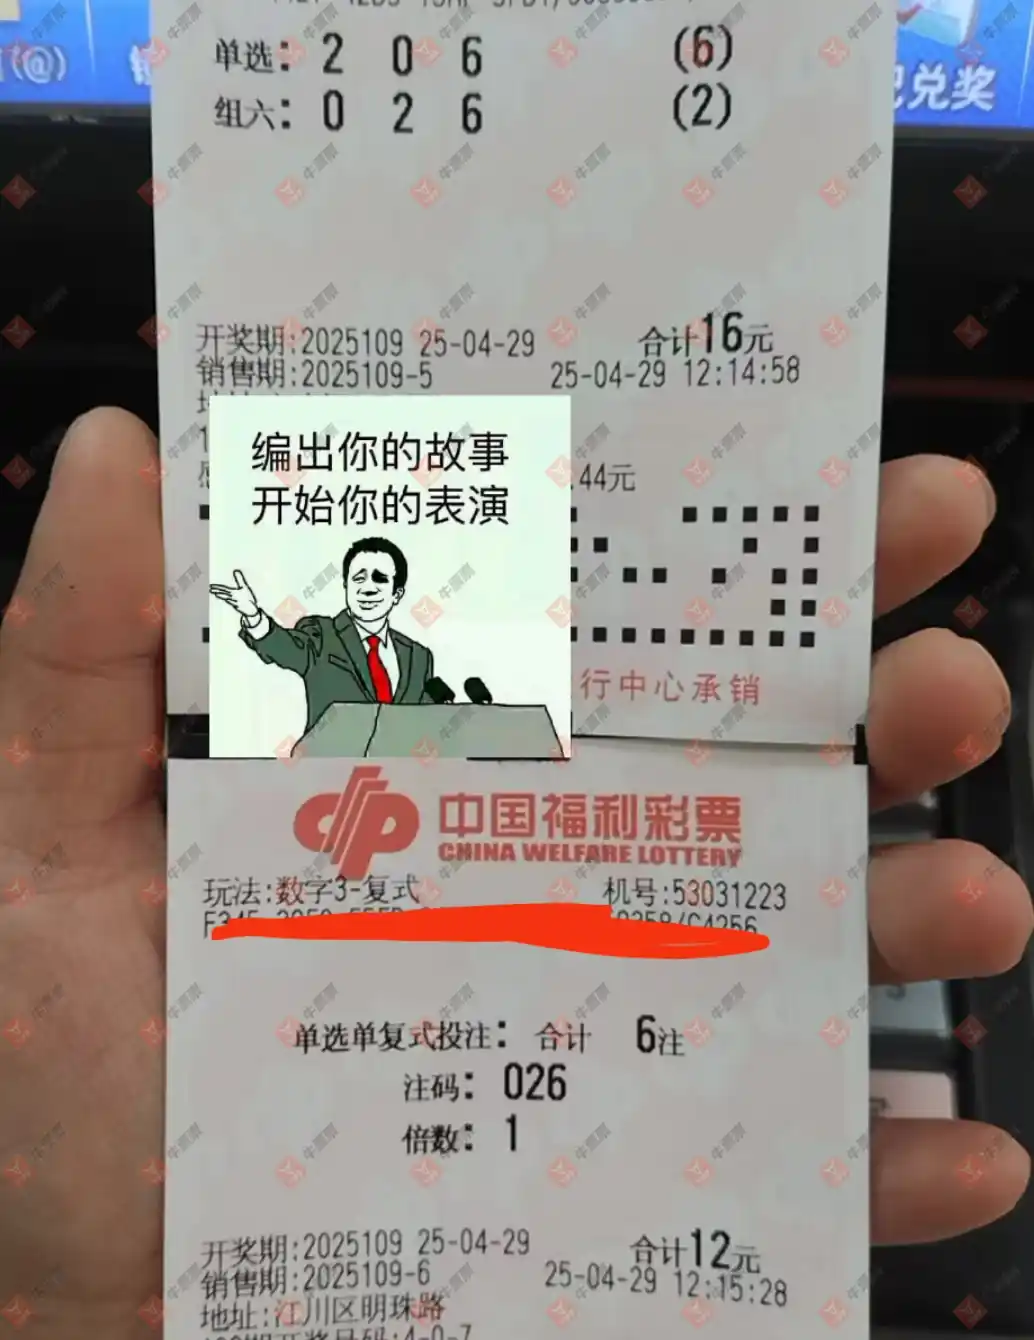 单选: 2 0 6 (6)
组六: 0 2 6 (2)
兑奖
开奖期:2025109 25-04-29 合计16元
销售期:2025109-5 25-04-29 12:14:58
编出你的故事
开始你的表演
.44元
行中心承销
中国福利彩票
CHINA WELFARE LOTTERY
玩法:数字3-复式 机号:53031223
单选单复式投注: 合计 6注
注码: 026
倍数: 1
开奖期:2025109 25-04-29 合计12元
销售期:2025109-6 25-04-29 12:15:28
地址:江川区明珠路